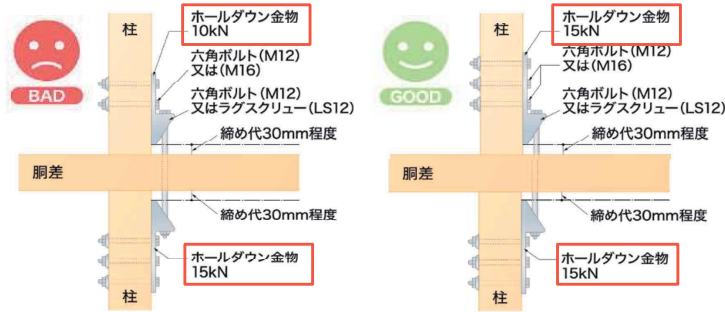 柱
ホールダウン金物
10kN
六角ボルト(M12)
又は(M16)
BAD
六角ボルト(M12)
又はラグスクリュー(LS12)
締め代30mm程度
胴差
締め代30mm程度
ホールダウン金物
15kN
柱
柱
ホールダウン金物
15kN
六角ボルト(M12)
又は(M16)
GOOD
六角ボルト(M12)
又はラグスクリュー(LS12)
締め代30mm程度
胴差
締め代30mm程度
ホールダウン金物
15kN
柱